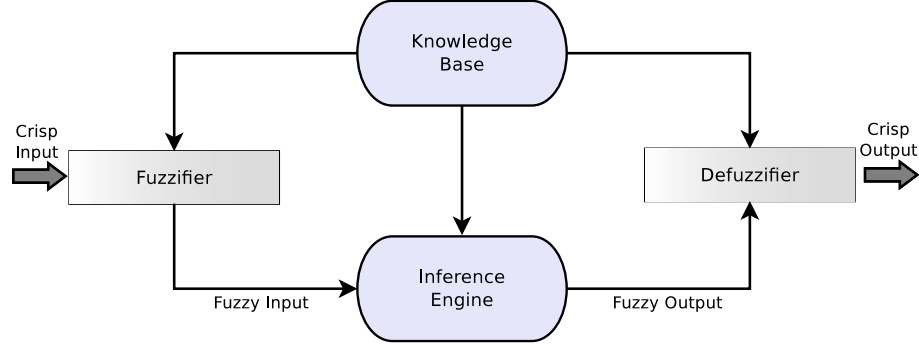 Knowledge
Base
Crisp
Input
Fuzzifier
Defuzzifier
Crisp
Output
Inference
Engine
Fuzzy Input
Fuzzy Output